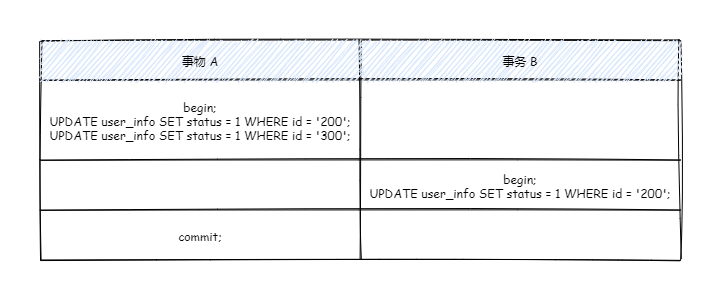 事物 A
事务 B
begin;
UPDATE user_info SET status = 1 WHERE id = '200';
UPDATE user_info SET status = 1 WHERE id = '300';
begin;
UPDATE user_info SET status = 1 WHERE id = '200';
commit;